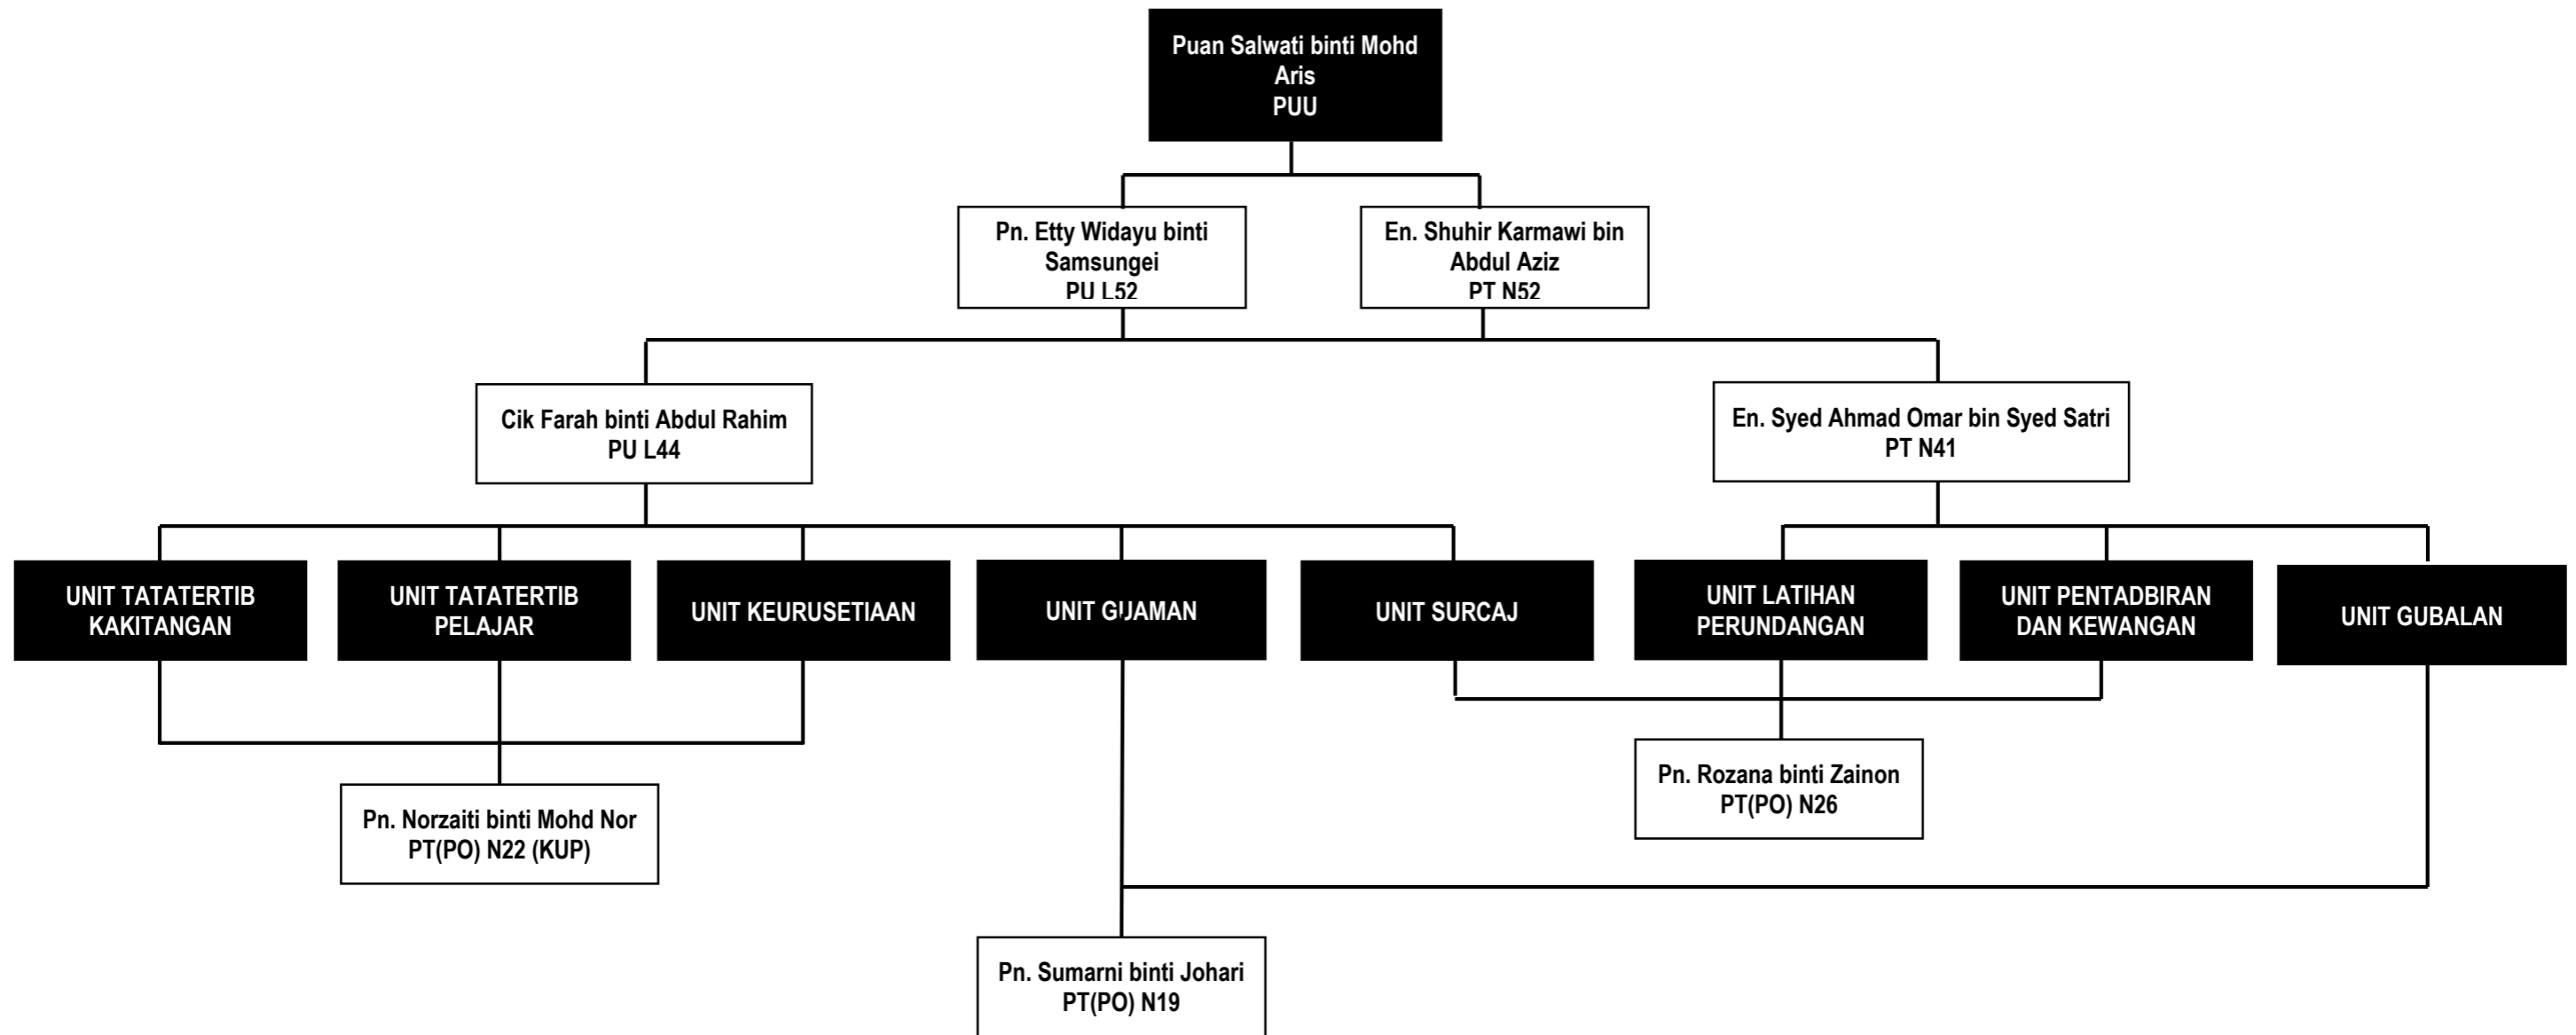 Puan Salwati binti Mohd
Aris
PUU
Pn. Etty Widayu binti
Samsungei
PU L52
En. Shuhir Karmawi bin
Abdul Aziz
PT N52
Cik Farah binti Abdul Rahim
PU L44
En. Syed Ahmad Omar bin Syed Satri
PT N41
UNIT TATATERTIB
KAKITANGAN
UNIT TATATERTIB
PELAJAR
UNIT KEURUSETIAAN
UNIT GUAMAN
UNIT SURCAJ
UNIT LATIHAN
PERUNDANGAN
UNIT PENTADBIRAN
DAN KEWANGAN
UNIT GUBALAN
Pn. Norzaiti binti Mohd Nor
PT(PO) N22 (KUP)
Pn. Rozana binti Zainon
PT(PO) N26
Pn. Sumarni binti Johari
PT(PO) N19